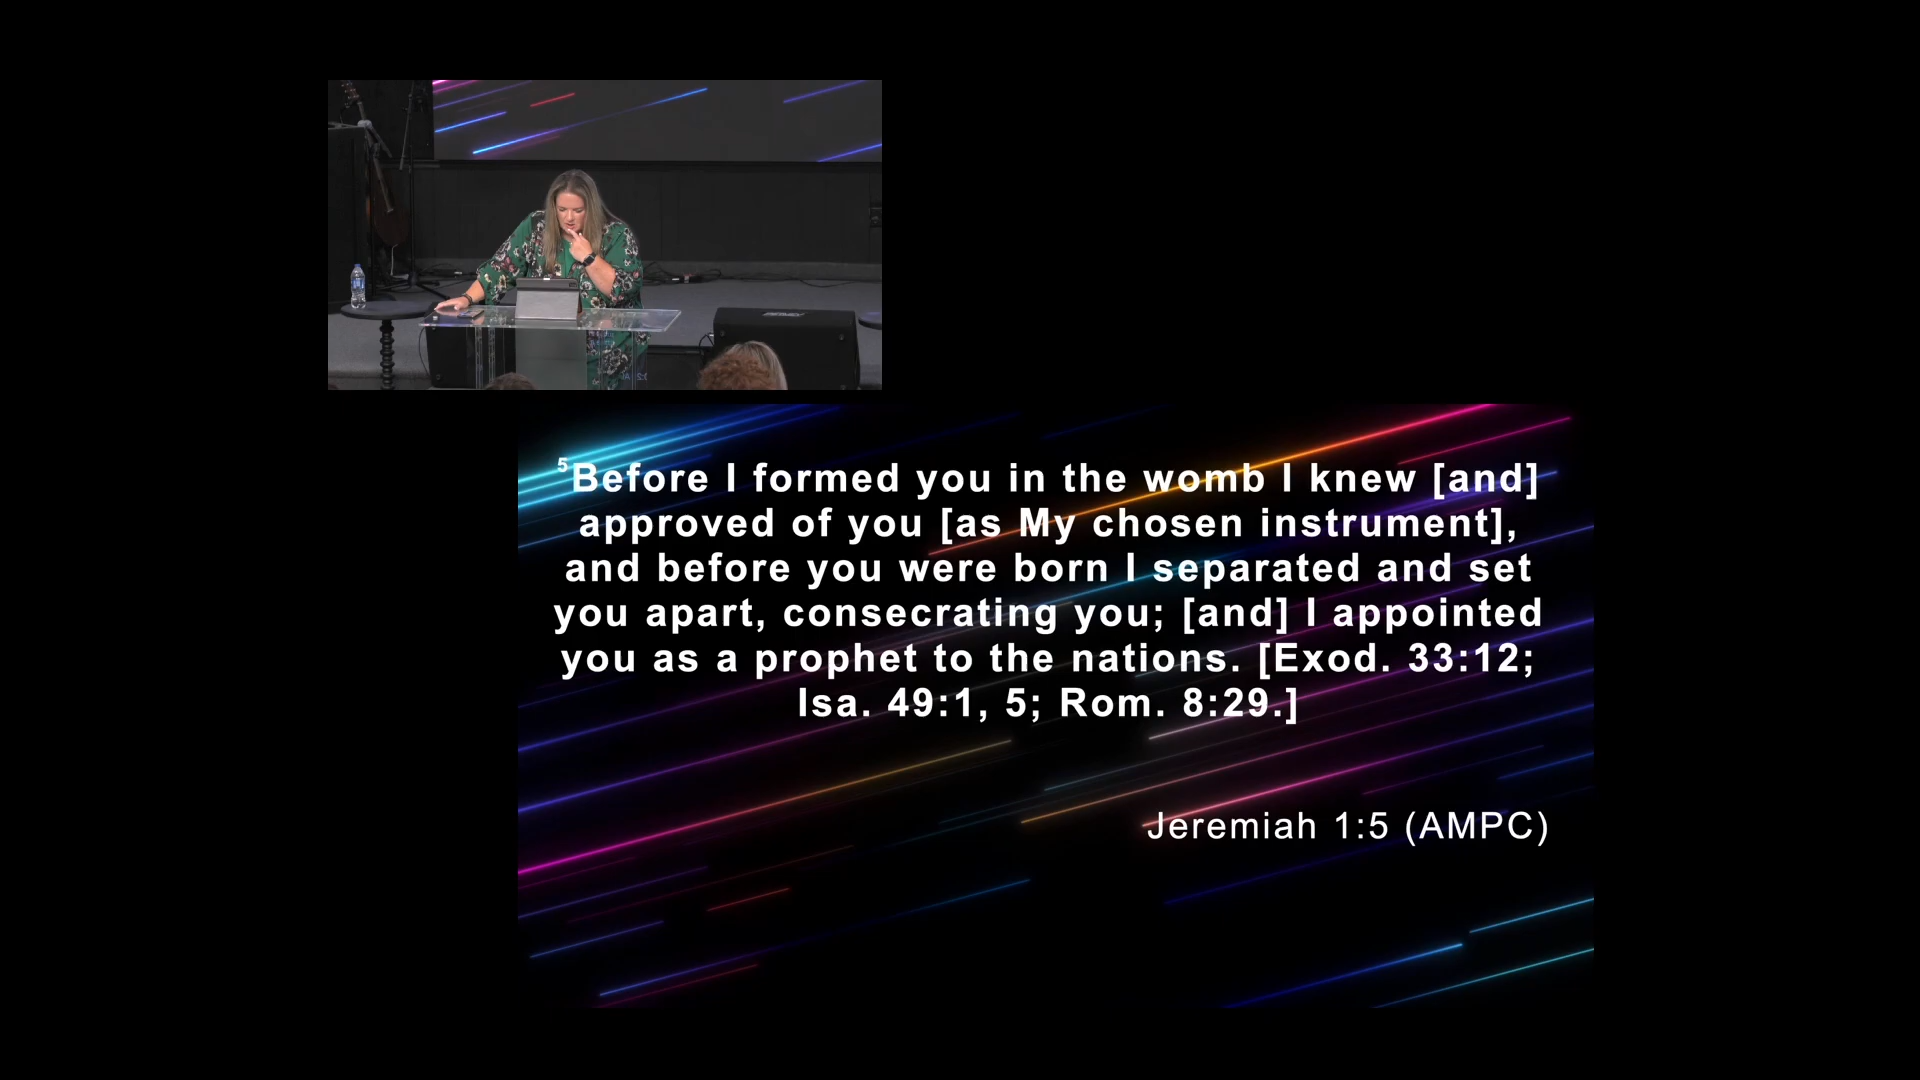 ⁵Before I formed you in the womb I knew [and]
approved of you [as My chosen instrument],
and before you were born I separated and set
you apart, consecrating you; [and] I appointed
you as a prophet to the nations. [Exod. 33:12;
Isa. 49:1, 5; Rom. 8:29.]
Jeremiah 1:5 (AMPC)